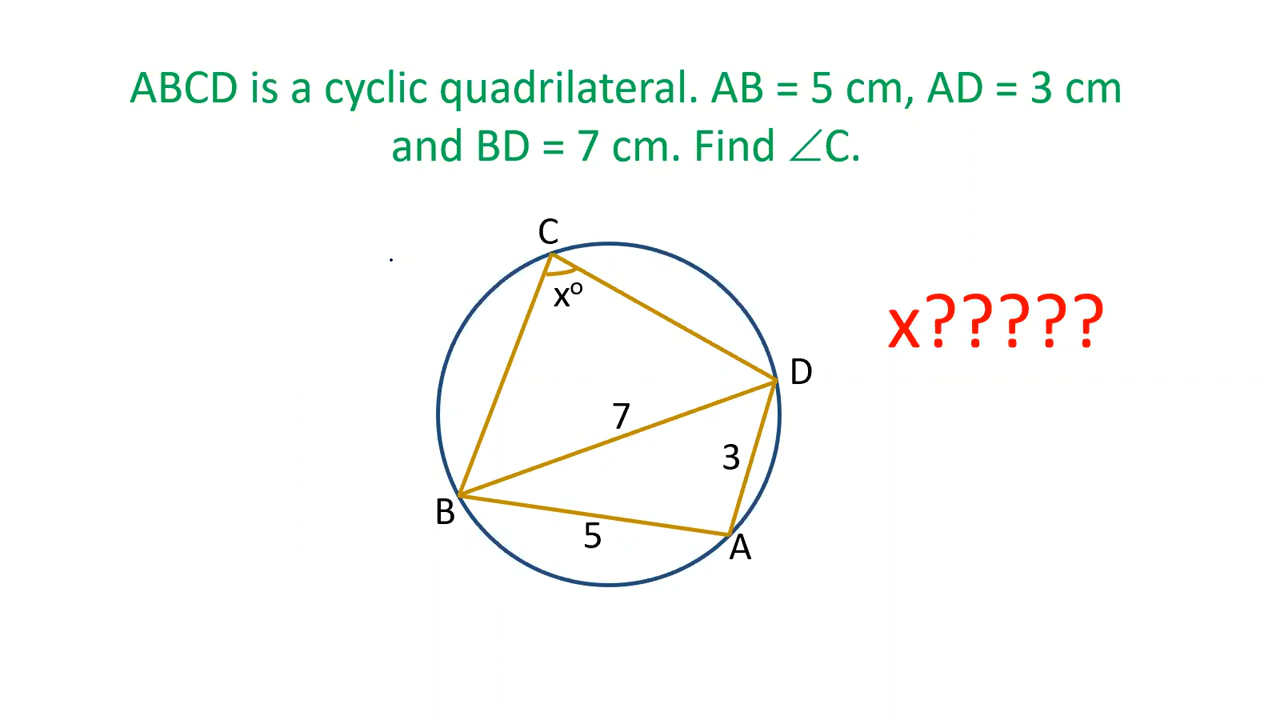 ABCD is a cyclic quadrilateral. AB = 5 cm, AD = 3 cm
and BD = 7 cm. Find ∠C.
C
xº
x?????
D
7
3
B
5
A